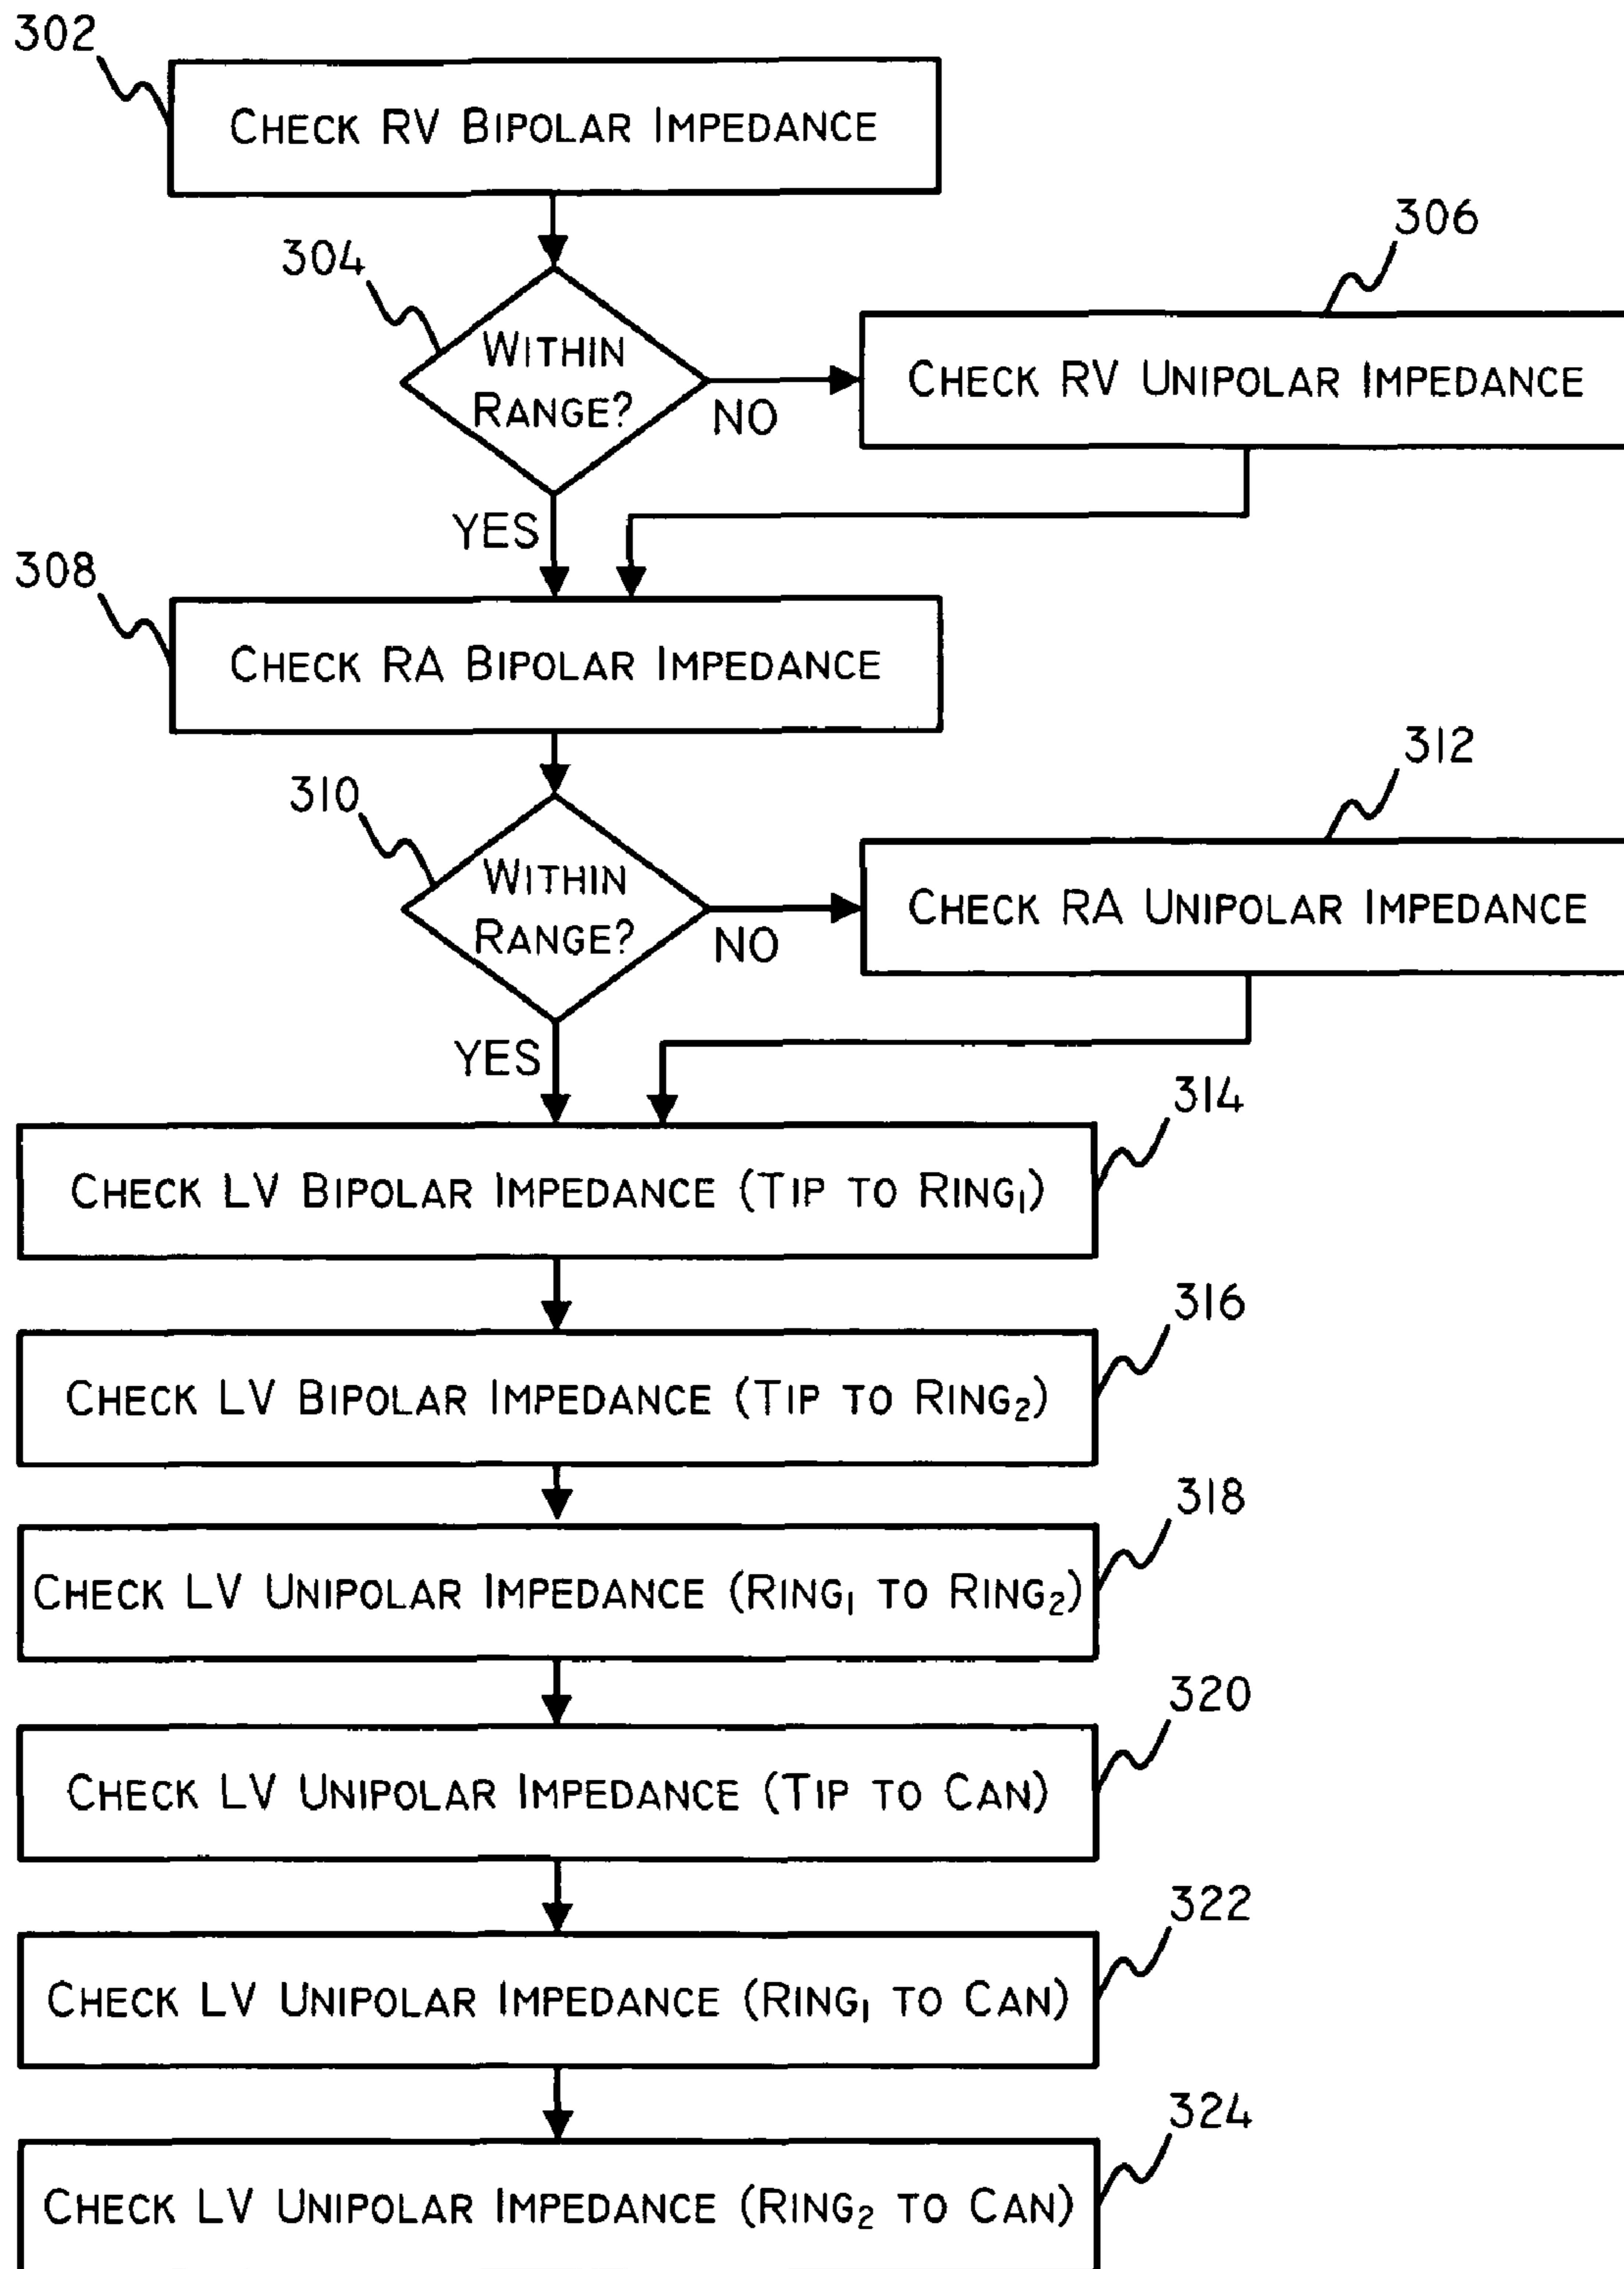 302
CHECK RV BIPOLAR IMPEDANCE
304
WITHIN
RANGE?
NO
YES
306
CHECK RV UNIPOLAR IMPEDANCE
308
CHECK RA BIPOLAR IMPEDANCE
310
WITHIN
RANGE?
NO
YES
312
CHECK RA UNIPOLAR IMPEDANCE
314
CHECK LV BIPOLAR IMPEDANCE (TIP TO RING₁)
316
CHECK LV BIPOLAR IMPEDANCE (TIP TO RING₂)
318
CHECK LV UNIPOLAR IMPEDANCE (RING₁ TO RING₂)
320
CHECK LV UNIPOLAR IMPEDANCE (TIP TO CAN)
322
CHECK LV UNIPOLAR IMPEDANCE (RING₁ TO CAN)
324
CHECK LV UNIPOLAR IMPEDANCE (RING₂ TO CAN)